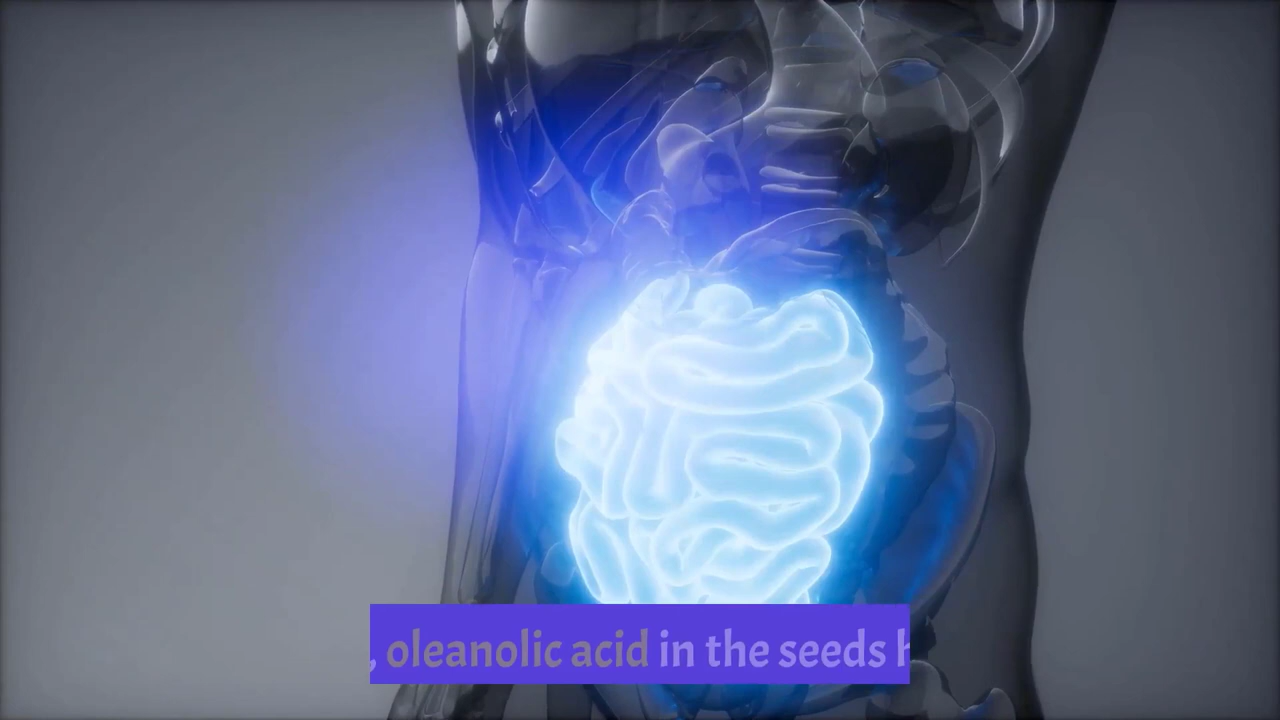 , oleanolic acid in the seeds